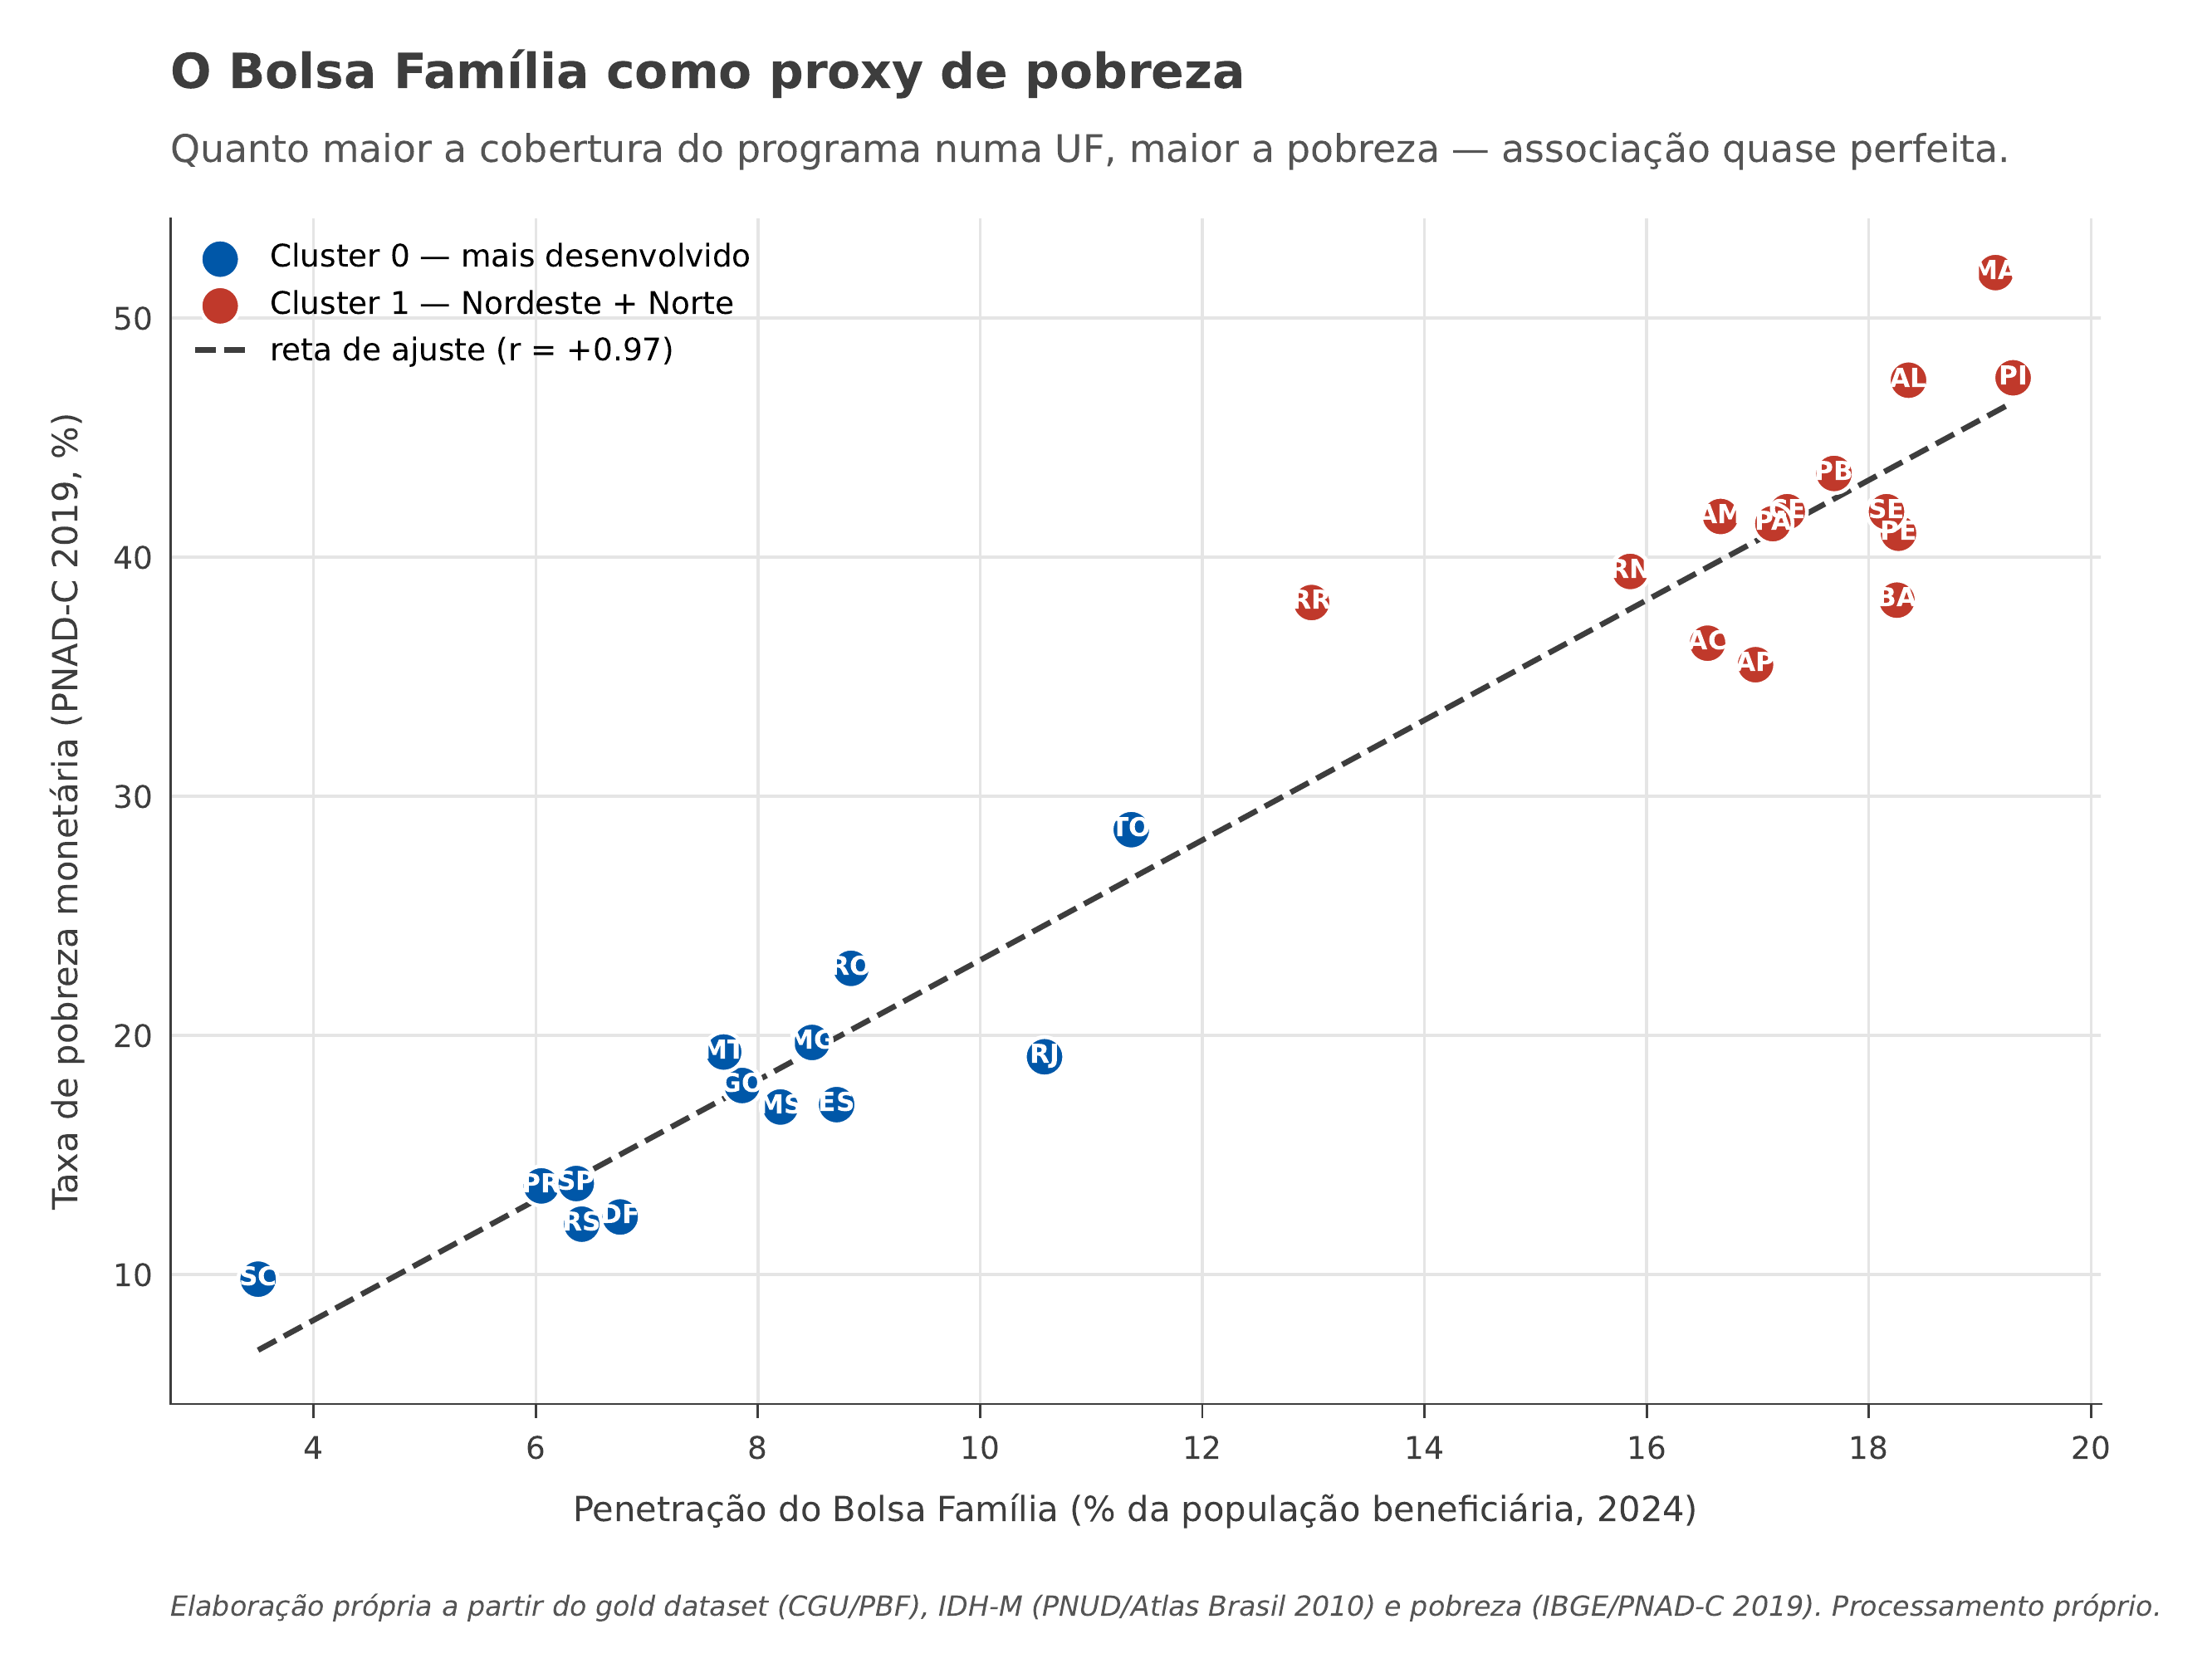 O Bolsa Família como proxy de pobreza
Quanto maior a cobertura do programa numa UF, maior a pobreza — associação quase perfeita.
Cluster 0 — mais desenvolvido
Cluster 1 — Nordeste + Norte
reta de ajuste (r = +0.97)
Taxa de pobreza monetária (PNAD-C 2019, %)
50
40
30
20
10
MA
AL
PI
PB
AM
CE
PA
SE
PE
RN
RR
BA
AC
AP
TO
RO
MG
MT
RJ
GO
MS
ES
PR
SP
RS
DF
SC
4
6
8
10
12
14
16
18
20
Penetração do Bolsa Família (% da população beneficiária, 2024)
Elaboração própria a partir do gold dataset (CGU/PBF), IDH-M (PNUD/Atlas Brasil 2010) e pobreza (IBGE/PNAD-C 2019). Processamento próprio.